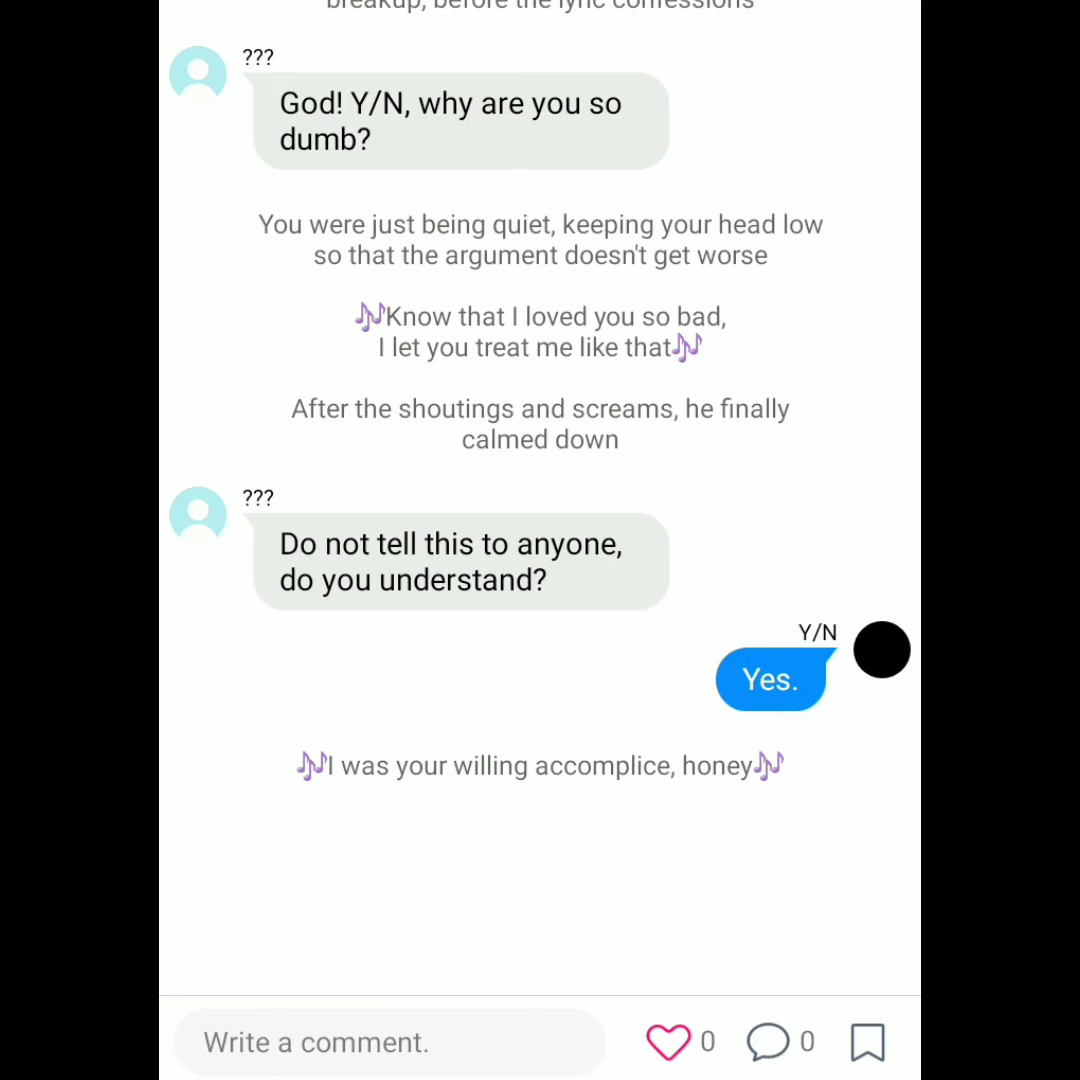 breakup, before the lyric confessions
???
God! Y/N, why are you so
dumb?
You were just being quiet, keeping your head low
so that the argument doesn't get worse
🎶Know that I loved you so bad,
I let you treat me like that🎶
After the shoutings and screams, he finally
calmed down
???
Do not tell this to anyone,
do you understand?
Y/N
Yes.
🎶I was your willing accomplice, honey🎶
Write a comment.
0
0